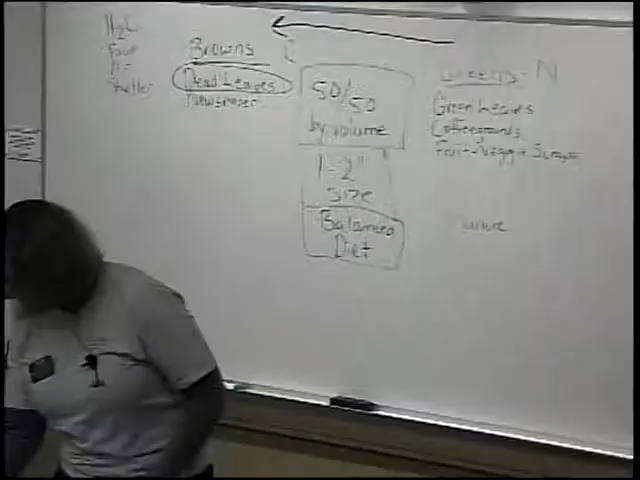 Browns C
Dead Leaves
Newspaper
50/50
by volume
1-2"
size
Balanced
Diet
Greens - N
Green Leaves
Coffee grounds
Fruit + Veggie Scraps